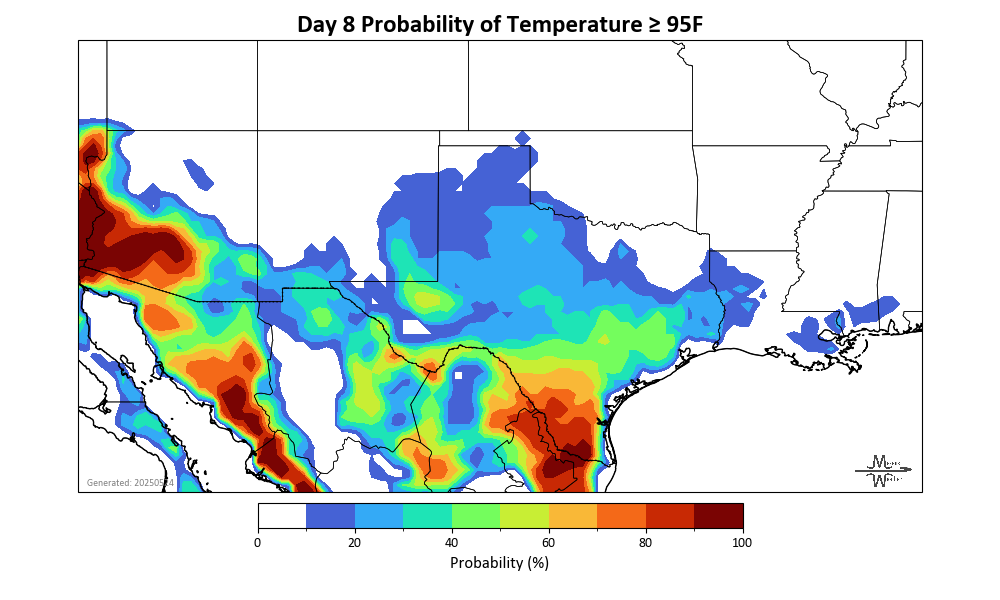 Day 8 Probability of Temperature ≥ 95F
Generated: 20250524
0 20 40 60 80 100
Probability (%)